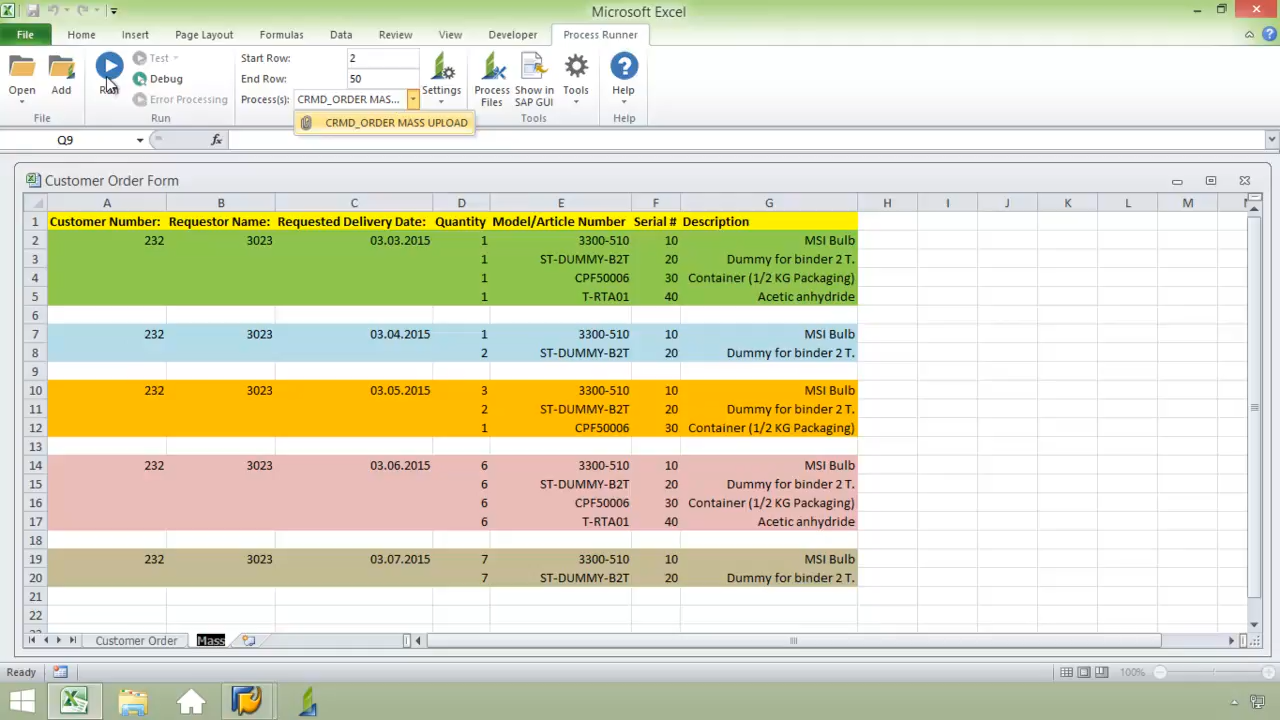 Microsoft Excel
File Home Insert Page Layout Formulas Data Review View Developer Process Runner
Open Add Run Test Debug Error Processing
Start Row: 2
End Row: 50
Process(s): CRMD_ORDER MAS...
CRMD_ORDER MASS UPLOAD
Settings Process Files Show in SAP GUI Tools Help
File Run Tools Help
Q9 fx
Customer Order Form
A B C D E F G H I J K L M
1 Customer Number: Requestor Name: Requested Delivery Date: Quantity Model/Article Number Serial # Description
2 232 3023 03.03.2015 1 3300-510 10 MSI Bulb
3 1 ST-DUMMY-B2T 20 Dummy for binder 2 T.
4 1 CPF50006 30 Container (1/2 KG Packaging)
5 1 T-RTA01 40 Acetic anhydride
6
7 232 3023 03.04.2015 1 3300-510 10 MSI Bulb
8 2 ST-DUMMY-B2T 20 Dummy for binder 2 T.
9
10 232 3023 03.05.2015 3 3300-510 10 MSI Bulb
11 2 ST-DUMMY-B2T 20 Dummy for binder 2 T.
12 1 CPF50006 30 Container (1/2 KG Packaging)
13
14 232 3023 03.06.2015 6 3300-510 10 MSI Bulb
15 6 ST-DUMMY-B2T 20 Dummy for binder 2 T.
16 6 CPF50006 30 Container (1/2 KG Packaging)
17 6 T-RTA01 40 Acetic anhydride
18
19 232 3023 03.07.2015 7 3300-510 10 MSI Bulb
20 7 ST-DUMMY-B2T 20 Dummy for binder 2 T.
21
22
Customer Order Mass
Ready 100%